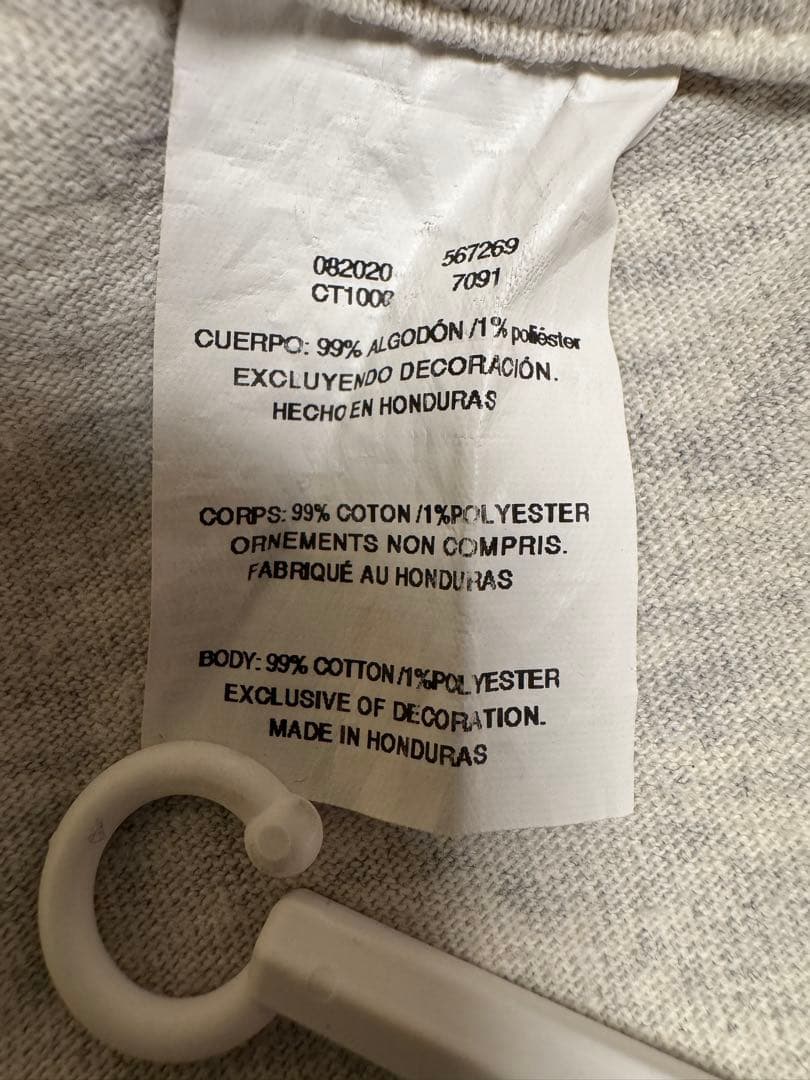 082020 567269
7091
CUERPO: 99% ALGODÓN /1% poliéster
EXCLUYENDO DECORACIÓN.
HECHO EN HONDURAS
CORPS: 99% COTON /1%POLYESTER
ORNEMENTS NON COMPRIS.
FABRIQUÉ AU HONDURAS
BODY: 99% COTTON /1%POLYESTER
EXCLUSIVE OF DECORATION.
MADE IN HONDURAS